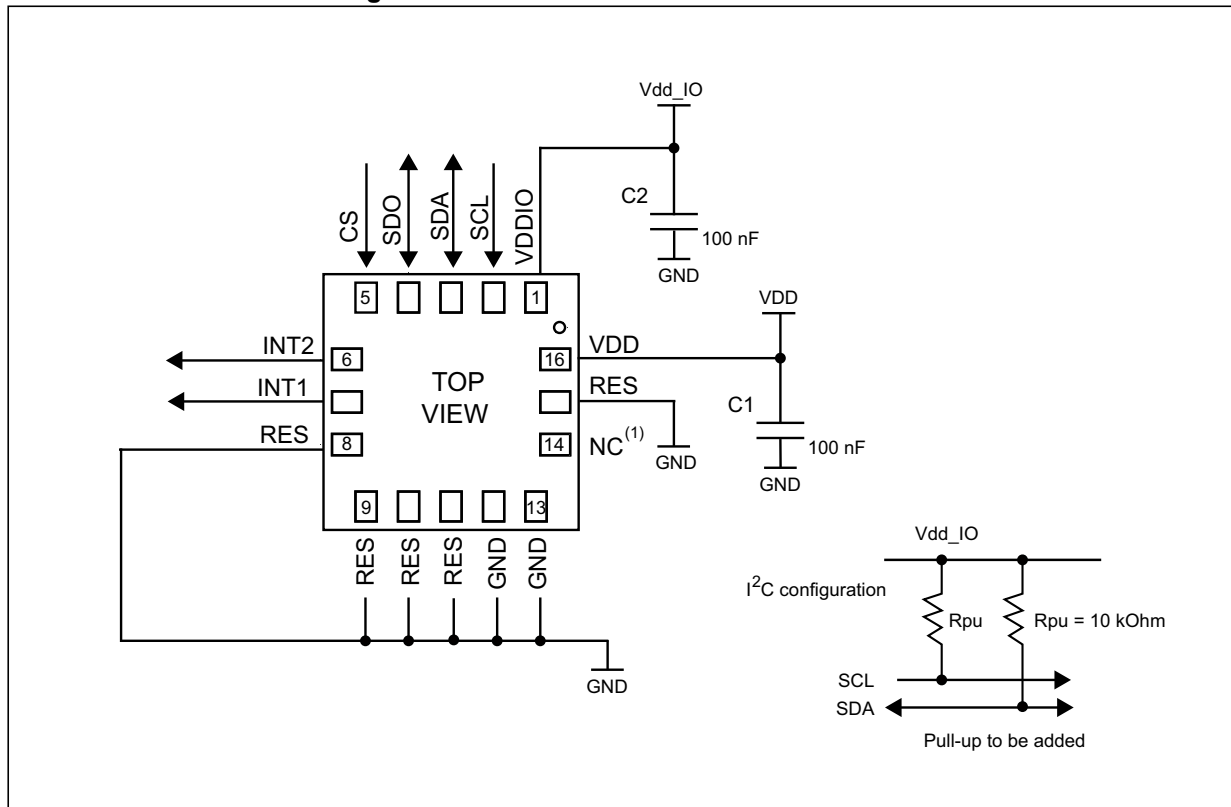 Vdd_IO
CS
SDO
SDA
SCL
VDDIO
C2
100 nF
GND
5
1
VDD
INT2
6
16
VDD
INT1
TOP
VIEW
RES
C1
RES
8
14
NC(1)
GND
100 nF
GND
9
13
RES
RES
RES
GND
GND
GND
Vdd_IO
I2C configuration
Rpu
Rpu = 10 kOhm
SCL
SDA
Pull-up to be added